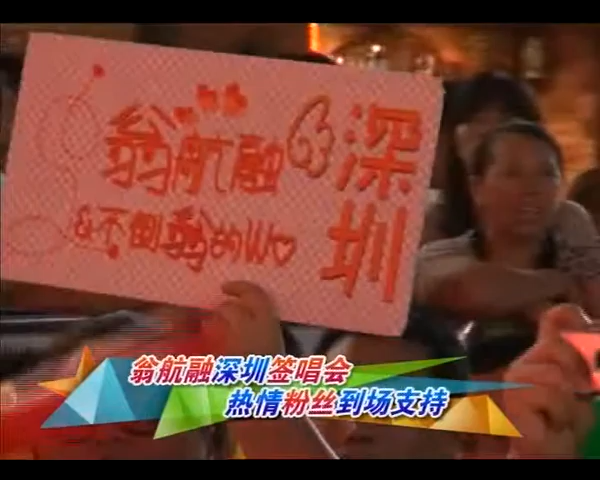 翁航融
深圳
&不倒翁的家
翁航融深圳签唱会
热情粉丝到场支持